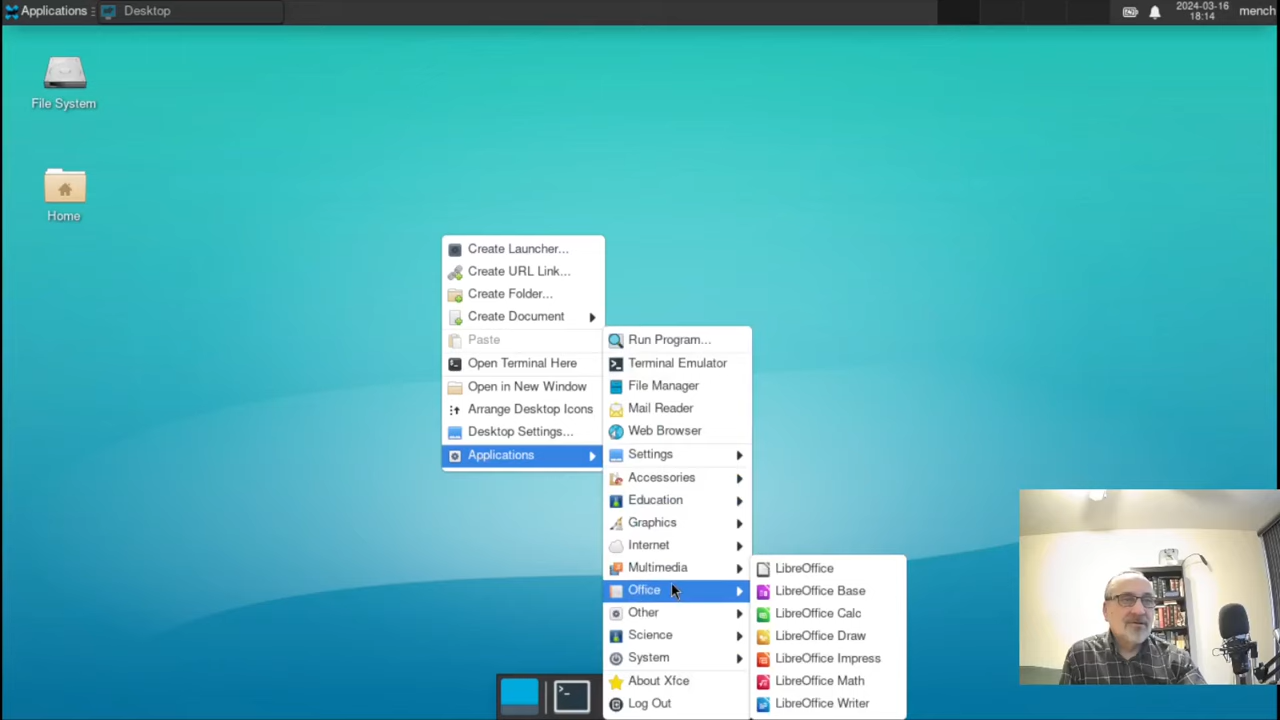 Applications
Desktop
2024-03-16
18:14
mench
File System
Home
Create Launcher...
Create URL Link...
Create Folder...
Create Document
Paste
Open Terminal Here
Open in New Window
Arrange Desktop Icons
Desktop Settings...
Applications
Run Program...
Terminal Emulator
File Manager
Mail Reader
Web Browser
Settings
Accessories
Education
Graphics
Internet
Multimedia
Office
Other
Science
System
About Xfce
Log Out
LibreOffice
LibreOffice Base
LibreOffice Calc
LibreOffice Draw
LibreOffice Impress
LibreOffice Math
LibreOffice Writer